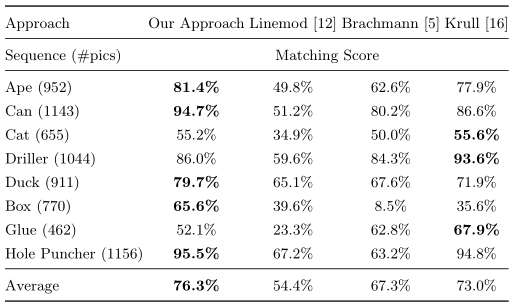 Approach Our Approach Linemod [12] Brachmann [5] Krull [16]
Sequence (#pics) Matching Score
Ape (952) 81.4% 49.8% 62.6% 77.9%
Can (1143) 94.7% 51.2% 80.2% 86.6%
Cat (655) 55.2% 34.9% 50.0% 55.6%
Driller (1044) 86.0% 59.6% 84.3% 93.6%
Duck (911) 79.7% 65.1% 67.6% 71.9%
Box (770) 65.6% 39.6% 8.5% 35.6%
Glue (462) 52.1% 23.3% 62.8% 67.9%
Hole Puncher (1156) 95.5% 67.2% 63.2% 94.8%
Average 76.3% 54.4% 67.3% 73.0%